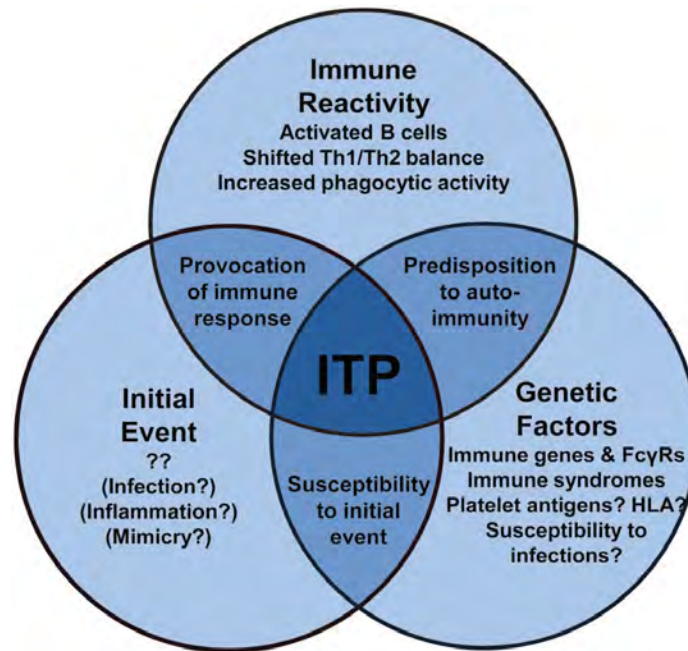 Immune
Reactivity
Activated B cells
Shifted Th1/Th2 balance
Increased phagocytic activity
Provocation
of immune
response
Predisposition
to auto-
immunity
ITP
Initial
Event
??
(Infection?)
(Inflammation?)
(Mimicry?)
Genetic
Factors
Immune genes & FcγRs
Immune syndromes
Platelet antigens? HLA?
Susceptibility to
infections?
Susceptibility
to initial
event